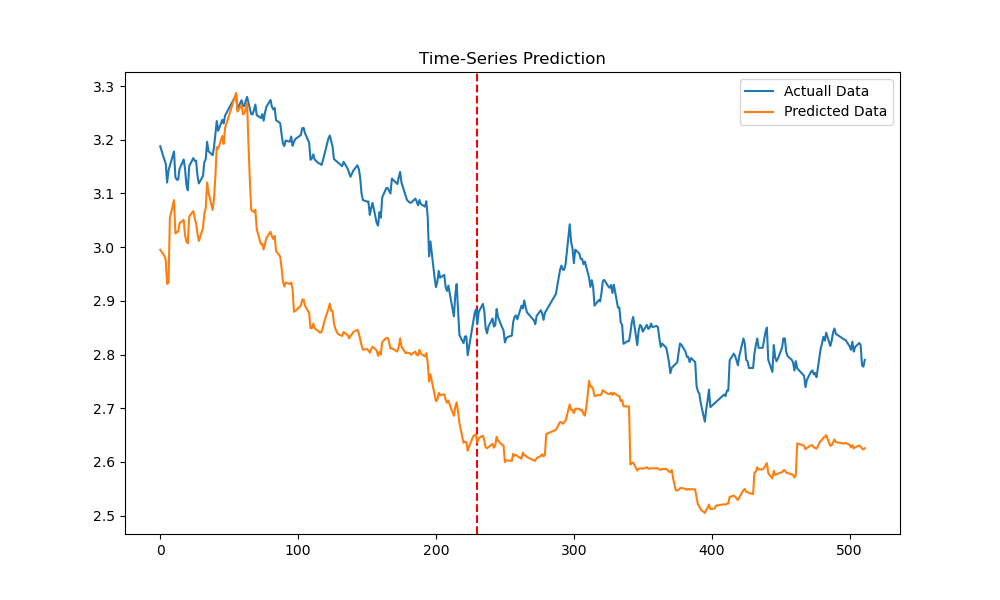 Time-Series Prediction
Actuall Data
Predicted Data
3.3
3.2
3.1
3.0
2.9
2.8
2.7
2.6
2.5
0 100 200 300 400 500